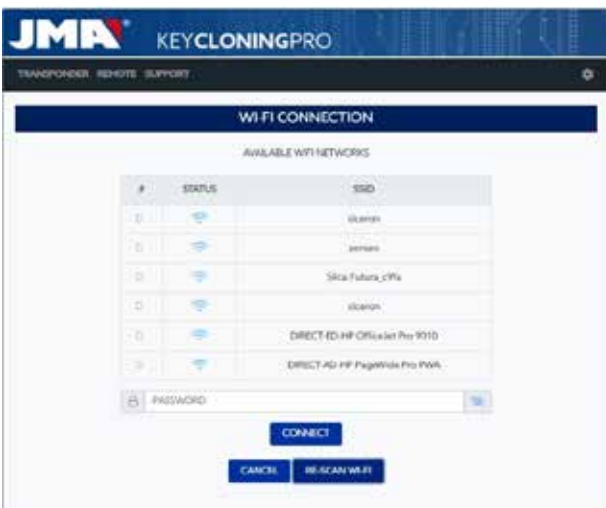 JMA KEYCLONINGPRO
TRANSPONDER REMOTE SUPPORT
WI-FI CONNECTION
AVAILABLE WIFI NETWORKS
# STATUS SSID
sensec
Silca Futura_c9fa
DIRECT-ED-HP OfficeJet Pro 9010
DIRECT-AD-HP PageWide Pro PWA
PASSWORD
CONNECT
CANCEL RE-SCAN WI-FI